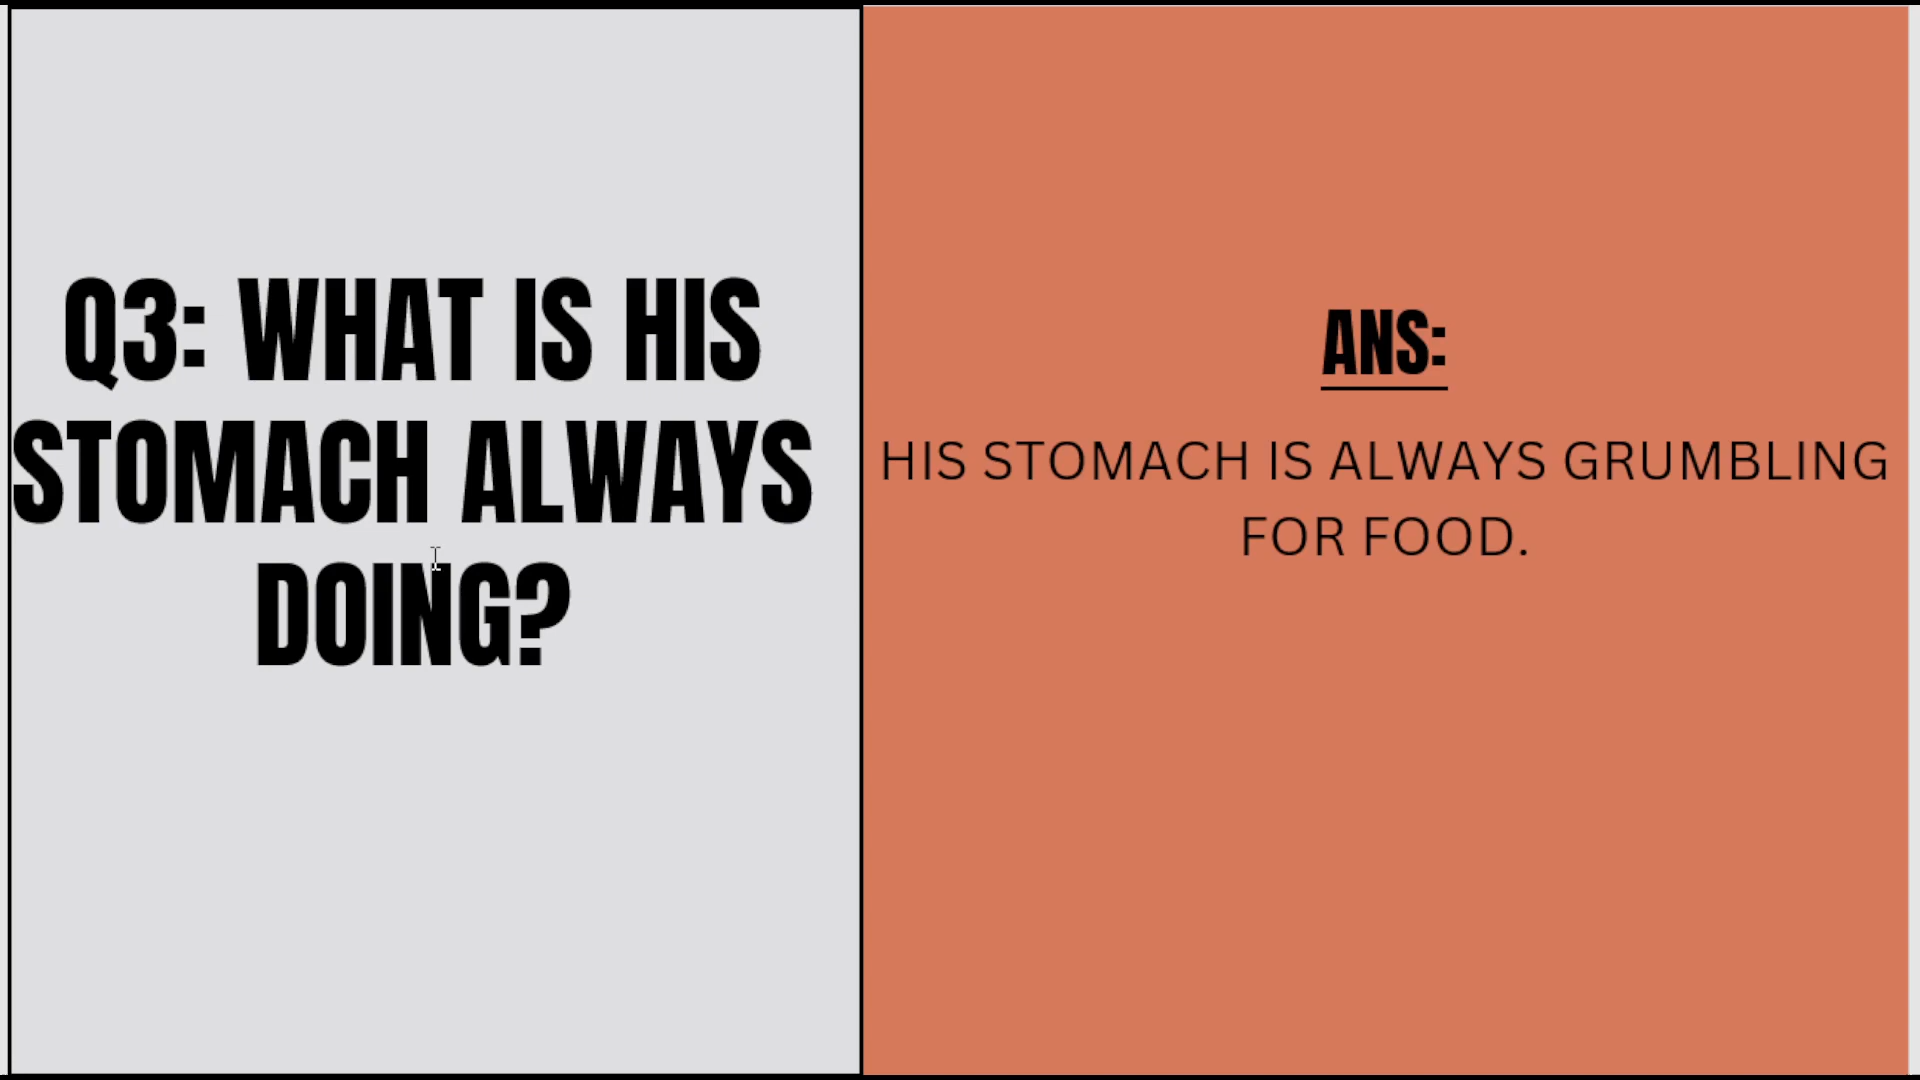 Q3: WHAT IS HIS
STOMACH ALWAYS
DOING?
ANS:
HIS STOMACH IS ALWAYS GRUMBLING
FOR FOOD.